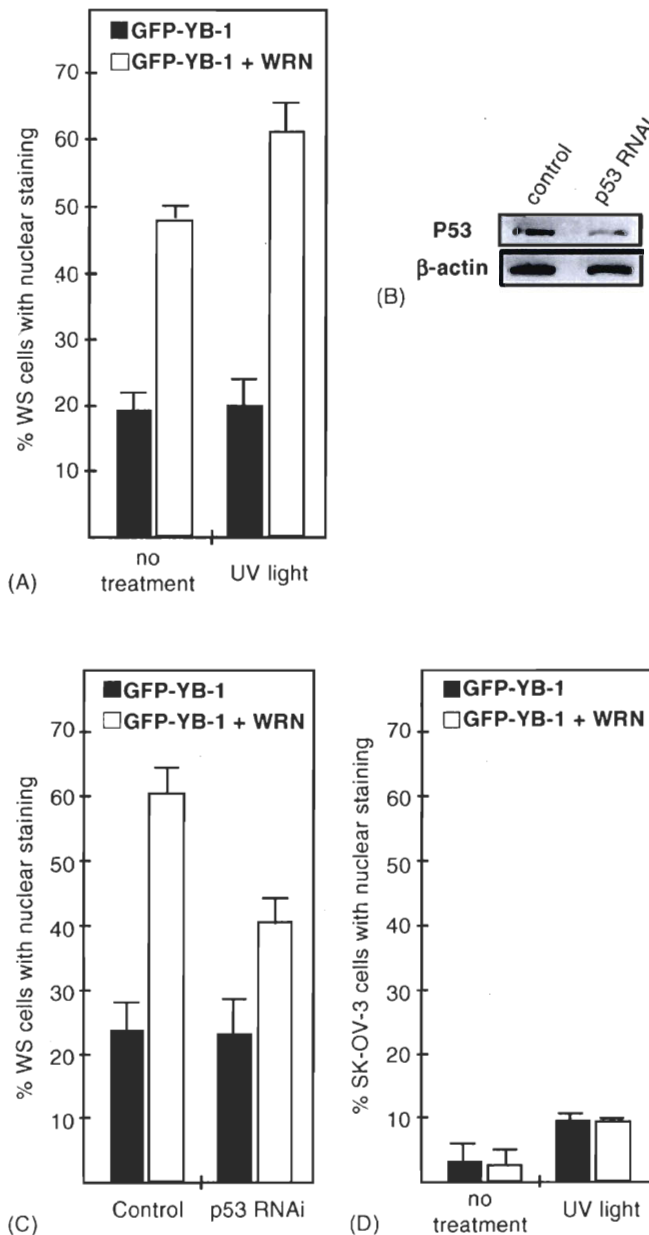 GFP-YB-1
GFP-YB-1 + WRN
70
60
50
40
30
20
10
% WS cells with nuclear staining
no
treatment
UV light
(A)
control
p53 RNAi
P53
β-actin
(B)
GFP-YB-1
GFP-YB-1 + WRN
70
60
50
40
30
20
10
% WS cells with nuclear staining
Control
p53 RNAi
(C)
GFP-YB-1
GFP-YB-1 + WRN
70
60
50
40
30
20
10
% SK-OV-3 cells with nuclear staining
no
treatment
UV light
(D)